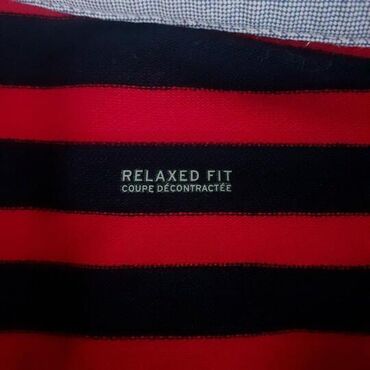 RELAXED FIT
COUPE DÉCONTRACTÉE